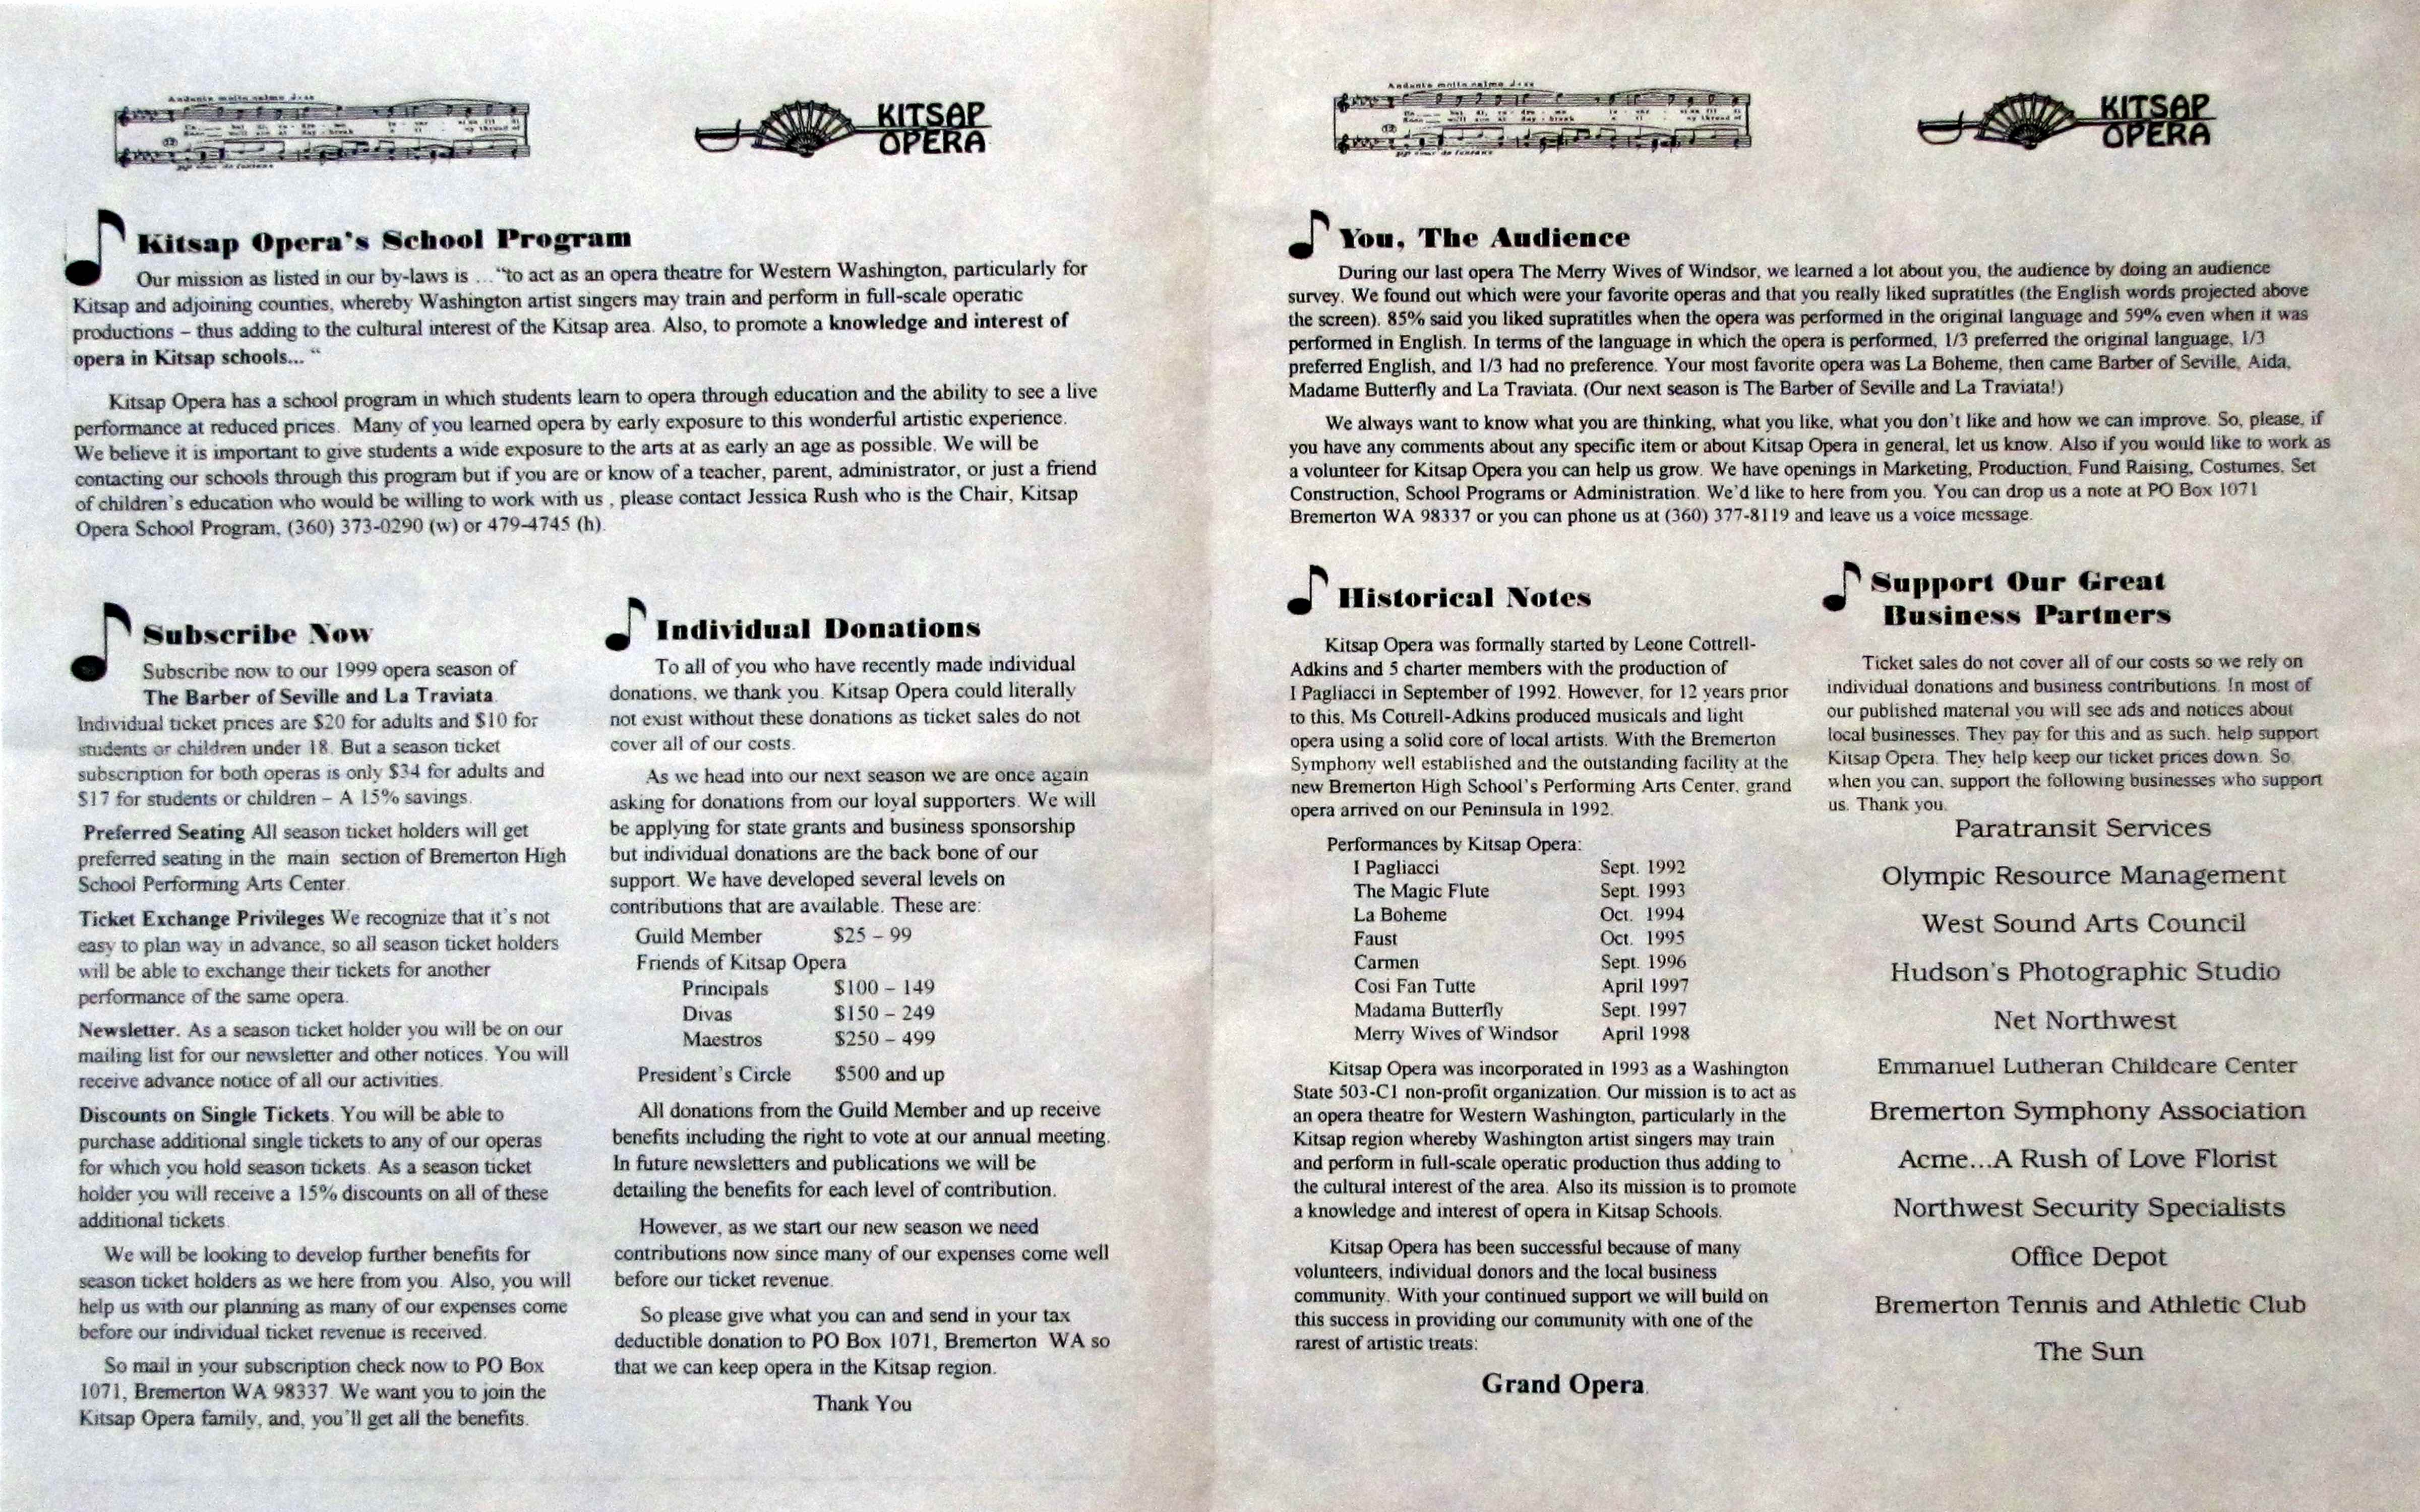 Andante molto calmo
KITSAP
OPERA
Kitsap Opera's School Program
Our mission as listed in our by-laws is ... "to act as an opera theatre for Western Washington, particularly for
Kitsap and adjoining counties, whereby Washington artist singers may train and perform in full-scale operatic
productions – thus adding to the cultural interest of the Kitsap area. Also, to promote a knowledge and interest of
opera in Kitsap schools... "
Kitsap Opera has a school program in which students learn to opera through education and the ability to see a live
performance at reduced prices. Many of you learned opera by early exposure to this wonderful artistic experience.
We believe it is important to give students a wide exposure to the arts at as early an age as possible. We will be
contacting our schools through this program but if you are or know of a teacher, parent, administrator, or just a friend
of children's education who would be willing to work with us , please contact Jessica Rush who is the Chair, Kitsap
Opera School Program, (360) 373-0290 (w) or 479-4745 (h).
Subscribe Now
Subscribe now to our 1999 opera season of
The Barber of Seville and La Traviata.
Individual ticket prices are $20 for adults and $10 for
students or children under 18. But a season ticket
subscription for both operas is only $34 for adults and
$17 for students or children – A 15% savings.
Preferred Seating All season ticket holders will get
preferred seating in the main section of Bremerton High
School Performing Arts Center.
Ticket Exchange Privileges We recognize that it's not
easy to plan way in advance, so all season ticket holders
will be able to exchange their tickets for another
performance of the same opera.
Newsletter. As a season ticket holder you will be on our
mailing list for our newsletter and other notices. You will
receive advance notice of all our activities.
Discounts on Single Tickets. You will be able to
purchase additional single tickets to any of our operas
for which you hold season tickets. As a season ticket
holder you will receive a 15% discounts on all of these
additional tickets.
We will be looking to develop further benefits for
season ticket holders as we here from you. Also, you will
help us with our planning as many of our expenses come
before our individual ticket revenue is received.
So mail in your subscription check now to PO Box
1071, Bremerton WA 98337. We want you to join the
Kitsap Opera family, and, you'll get all the benefits.
Individual Donations
To all of you who have recently made individual
donations, we thank you. Kitsap Opera could literally
not exist without these donations as ticket sales do not
cover all of our costs.
As we head into our next season we are once again
asking for donations from our loyal supporters. We will
be applying for state grants and business sponsorship
but individual donations are the back bone of our
support. We have developed several levels on
contributions that are available. These are:
Guild Member $25 – 99
Friends of Kitsap Opera
Principals $100 – 149
Divas $150 – 249
Maestros $250 – 499
President's Circle $500 and up
All donations from the Guild Member and up receive
benefits including the right to vote at our annual meeting.
In future newsletters and publications we will be
detailing the benefits for each level of contribution.
However, as we start our new season we need
contributions now since many of our expenses come well
before our ticket revenue.
So please give what you can and send in your tax
deductible donation to PO Box 1071, Bremerton WA so
that we can keep opera in the Kitsap region.
Thank You
Andante molto calmo
KITSAP
OPERA
You, The Audience
During our last opera The Merry Wives of Windsor, we learned a lot about you, the audience by doing an audience
survey. We found out which were your favorite operas and that you really liked supratitles (the English words projected above
the screen). 85% said you liked supratitles when the opera was performed in the original language and 59% even when it was
performed in English. In terms of the language in which the opera is performed, 1/3 preferred the original language, 1/3
preferred English, and 1/3 had no preference. Your most favorite opera was La Boheme, then came Barber of Seville, Aida,
Madame Butterfly and La Traviata. (Our next season is The Barber of Seville and La Traviata!)
We always want to know what you are thinking, what you like, what you don't like and how we can improve. So, please, if
you have any comments about any specific item or about Kitsap Opera in general, let us know. Also if you would like to work as
a volunteer for Kitsap Opera you can help us grow. We have openings in Marketing, Production, Fund Raising, Costumes, Set
Construction, School Programs or Administration. We'd like to here from you. You can drop us a note at PO Box 1071
Bremerton WA 98337 or you can phone us at (360) 377-8119 and leave us a voice message.
Historical Notes
Kitsap Opera was formally started by Leone Cottrell-
Adkins and 5 charter members with the production of
I Pagliacci in September of 1992. However, for 12 years prior
to this, Ms Cottrell-Adkins produced musicals and light
opera using a solid core of local artists. With the Bremerton
Symphony well established and the outstanding facility at the
new Bremerton High School's Performing Arts Center, grand
opera arrived on our Peninsula in 1992.
Performances by Kitsap Opera:
I Pagliacci Sept. 1992
The Magic Flute Sept. 1993
La Boheme Oct. 1994
Faust Oct. 1995
Carmen Sept. 1996
Cosi Fan Tutte April 1997
Madama Butterfly Sept. 1997
Merry Wives of Windsor April 1998
Kitsap Opera was incorporated in 1993 as a Washington
State 503-C1 non-profit organization. Our mission is to act as
an opera theatre for Western Washington, particularly in the
Kitsap region whereby Washington artist singers may train
and perform in full-scale operatic production thus adding to
the cultural interest of the area. Also its mission is to promote
a knowledge and interest of opera in Kitsap Schools.
Kitsap Opera has been successful because of many
volunteers, individual donors and the local business
community. With your continued support we will build on
this success in providing our community with one of the
rarest of artistic treats:
Grand Opera.
Support Our Great
Business Partners
Ticket sales do not cover all of our costs so we rely on
individual donations and business contributions. In most of
our published material you will see ads and notices about
local businesses. They pay for this and as such, help support
Kitsap Opera. They help keep our ticket prices down. So,
when you can, support the following businesses who support
us. Thank you.
Paratransit Services
Olympic Resource Management
West Sound Arts Council
Hudson's Photographic Studio
Net Northwest
Emmanuel Lutheran Childcare Center
Bremerton Symphony Association
Acme...A Rush of Love Florist
Northwest Security Specialists
Office Depot
Bremerton Tennis and Athletic Club
The Sun